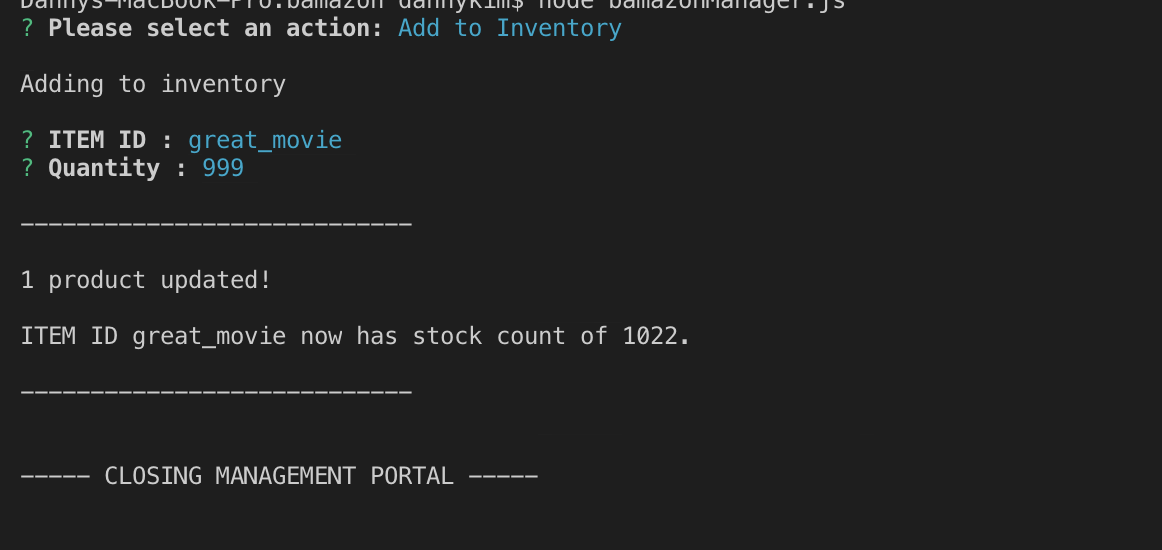 Dannys-MacBook-Pro:bamazon dannykim$ node bamazonManager.js
? Please select an action: Add to Inventory
Adding to inventory
? ITEM ID : great_movie
? Quantity : 999
----------------------------
1 product updated!
ITEM ID great_movie now has stock count of 1022.
----------------------------
----- CLOSING MANAGEMENT PORTAL -----